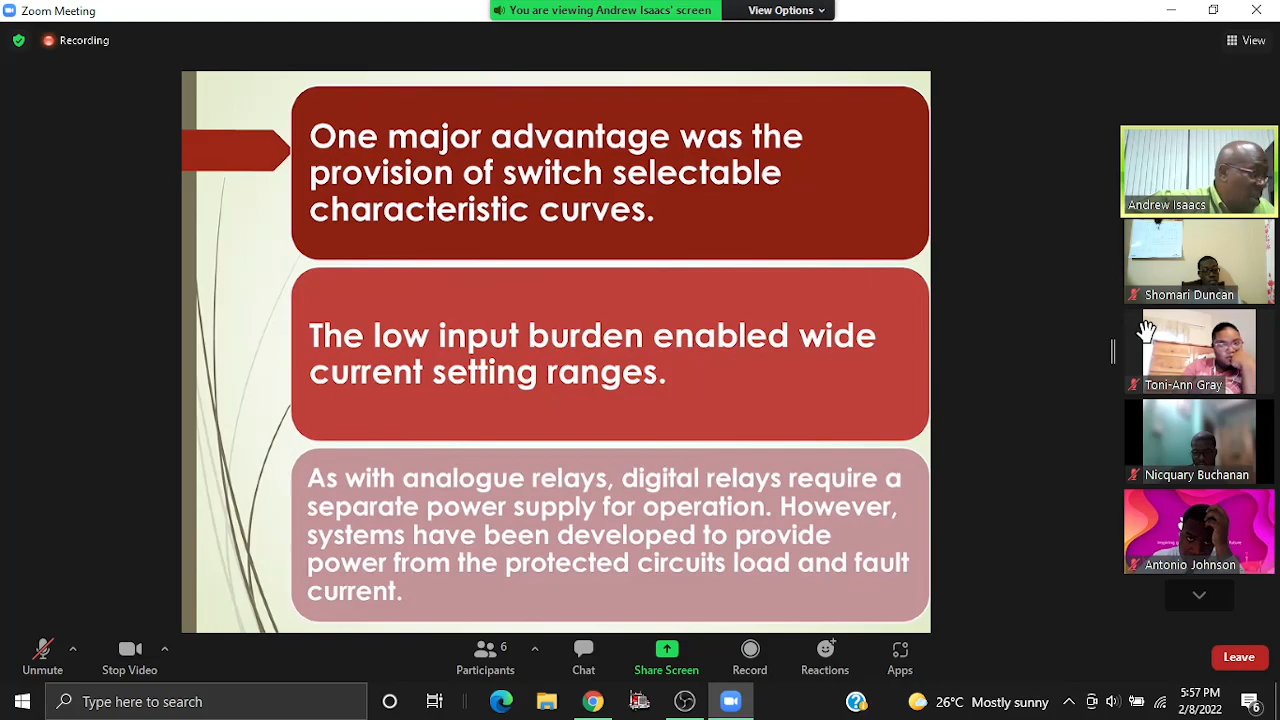 Zoom Meeting
You are viewing Andrew Isaacs' screen
View Options
Recording
View
One major advantage was the
provision of switch selectable
characteristic curves.
The low input burden enabled wide
current setting ranges.
As with analogue relays, digital relays require a
separate power supply for operation. However,
systems have been developed to provide
power from the protected circuits load and fault
current.
Andrew Isaacs
Shomari Duncan
Toni-Ann Gray
Nicquary Buchanan
Antonio Johnson
Unmute
Stop Video
6
Participants
Chat
Share Screen
Record
Reactions
Apps
Leave
Type here to search
26°C Mostly sunny
5:57 PM
2/8/2022
6